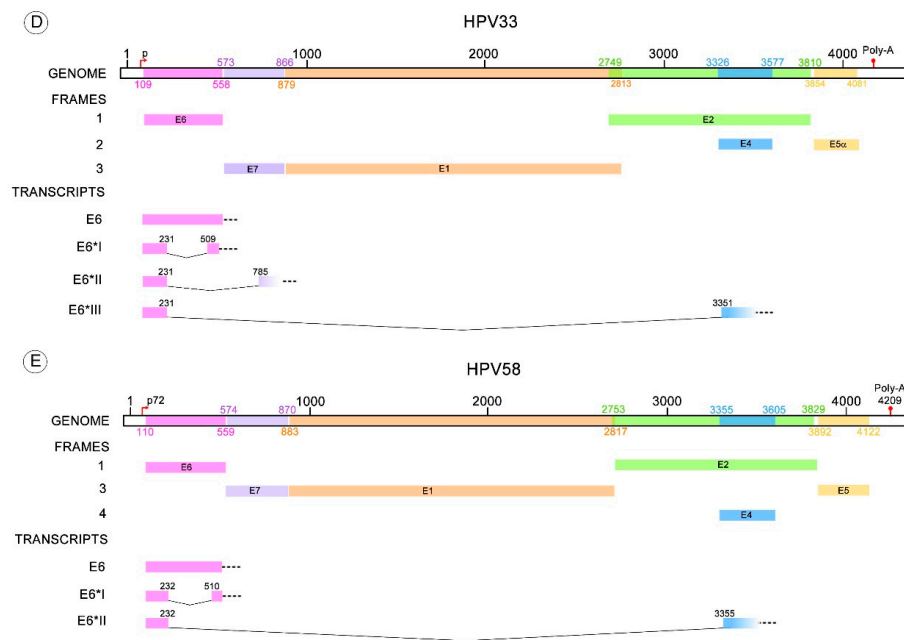 D
HPV33
1 p 1000 2000 3000 4000 Poly-A
573 866 2749 3326 3577 3810
GENOME
109 558 879 2813 3854 4081
FRAMES
1 E6 E2
2 E4 E5α
3 E7 E1
TRANSCRIPTS
E6
E6*I 231 509
E6*II 231 785
E6*III 231 3351
E
HPV58
1 p72 1000 2000 3000 4000 Poly-A 4209
574 870 2753 3355 3605 3829
GENOME
110 559 883 2817 3892 4122
FRAMES
1 E6 E2
3 E7 E1 E5
4 E4
TRANSCRIPTS
E6
E6*I 232 510
E6*II 232 3355